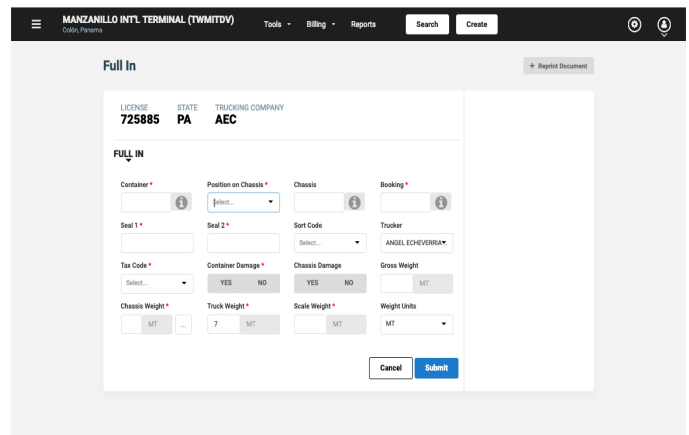 MANZANILLO INT'L TERMINAL (TWMITDV)
Colón, Panama
Tools Billing Reports Search Create
Full In
+ Reprint Document
LICENSE STATE TRUCKING COMPANY
725885 PA AEC
FULL IN
Container * Position on Chassis * Chassis Booking *
Select...
Seal 1 * Seal 2 * Sort Code Trucker
Select... ANGEL ECHEVERRIA
Tax Code * Container Damage * Chassis Damage Gross Weight
Select... YES NO YES NO MT
Chassis Weight * Truck Weight * Scale Weight * Weight Units
MT ... 7 MT MT MT
Cancel Submit